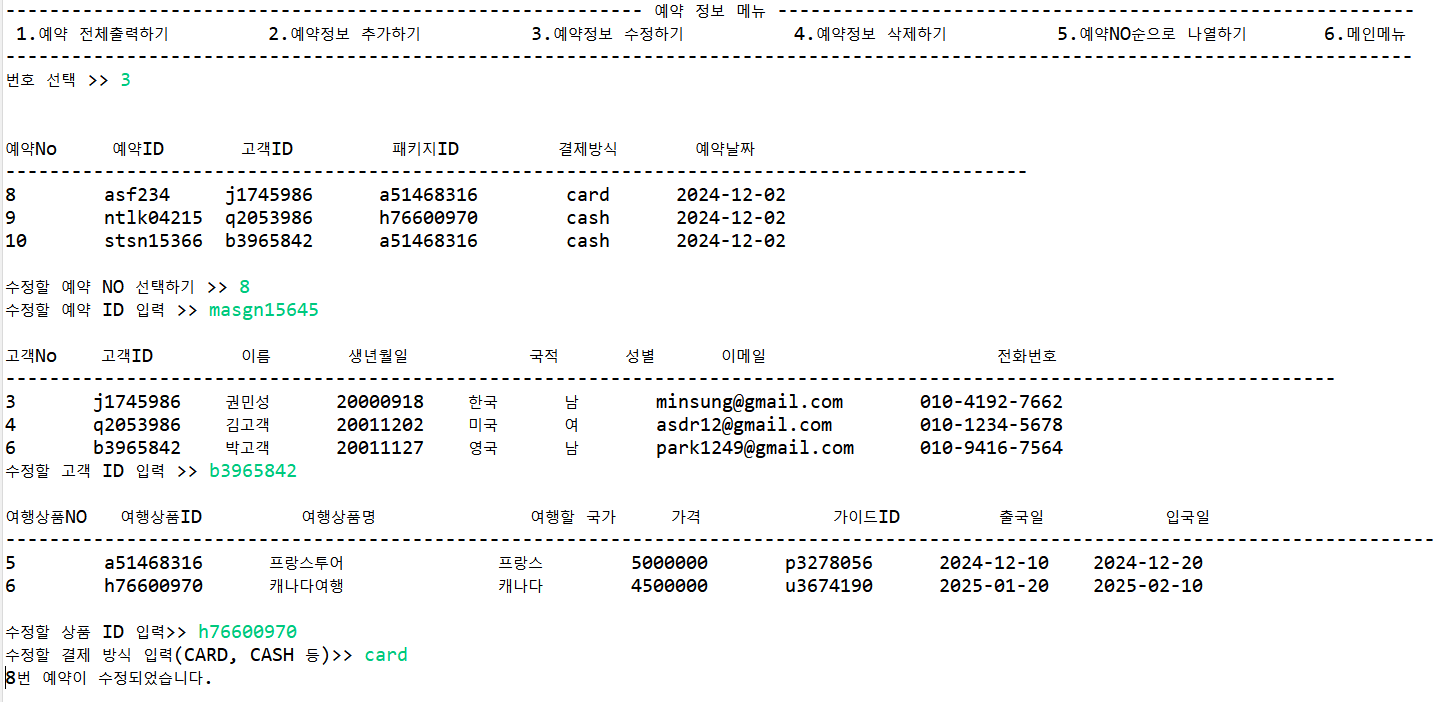 ---------------------------------------------------------- 예약 정보 메뉴 ----------------------------------------------------------
1.예약 전체출력하기 2.예약정보 추가하기 3.예약정보 수정하기 4.예약정보 삭제하기 5.예약NO순으로 나열하기 6.메인메뉴
--------------------------------------------------------------------------------------------------------------------------------
번호 선택 >> 3
예약No 예약ID 고객ID 패키지ID 결제방식 예약날짜
---------------------------------------------------------------------------------------------
8 asf234 j1745986 a51468316 card 2024-12-02
9 ntlk04215 q2053986 h76600970 cash 2024-12-02
10 stsn15366 b3965842 a51468316 cash 2024-12-02
수정할 예약 NO 선택하기 >> 8
수정할 예약 ID 입력 >> masgn15645
고객No 고객ID 이름 생년월일 국적 성별 이메일 전화번호
-------------------------------------------------------------------------------------------------------------------------
3 j1745986 권민성 20000918 한국 남 minsung@gmail.com 010-4192-7662
4 q2053986 김고객 20011202 미국 여 asdr12@gmail.com 010-1234-5678
6 b3965842 박고객 20011127 영국 남 park1249@gmail.com 010-9416-7564
수정할 고객 ID 입력 >> b3965842
여행상품NO 여행상품ID 여행상품명 여행할 국가 가격 가이드ID 출국일 입국일
----------------------------------------------------------------------------------------------------------------------------------
5 a51468316 프랑스투어 프랑스 5000000 p3278056 2024-12-10 2024-12-20
6 h76600970 캐나다여행 캐나다 4500000 u3674190 2025-01-20 2025-02-10
수정할 상품 ID 입력>> h76600970
수정할 결제 방식 입력(CARD, CASH 등)>> card
8번 예약이 수정되었습니다.